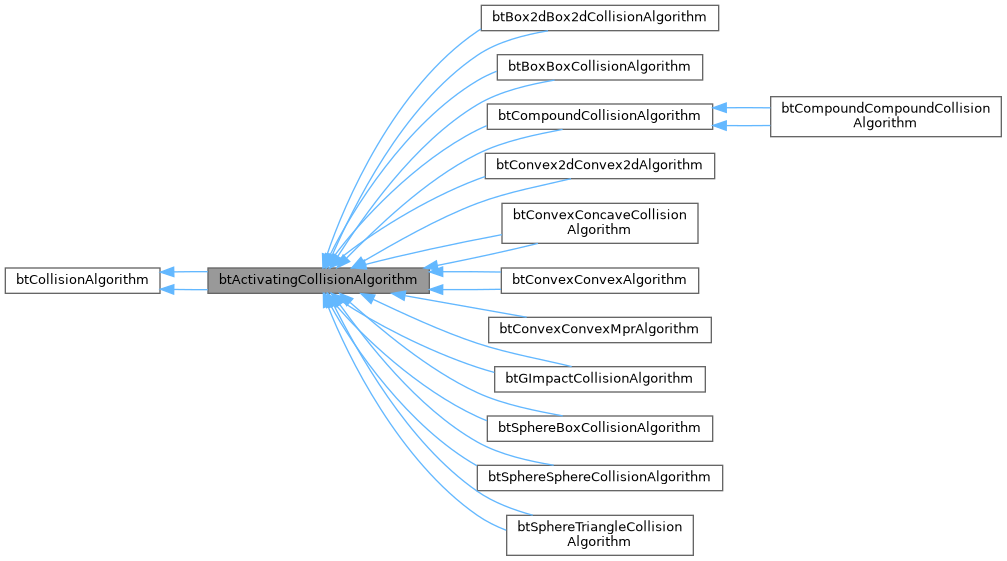 btBox2dBox2dCollisionAlgorithm
btBoxBoxCollisionAlgorithm
btCompoundCollisionAlgorithm
btCompoundCompoundCollision
Algorithm
btConvex2dConvex2dAlgorithm
btConvexConcaveCollision
Algorithm
btCollisionAlgorithm
btActivatingCollisionAlgorithm
btConvexConvexAlgorithm
btConvexConvexMprAlgorithm
btGImpactCollisionAlgorithm
btSphereBoxCollisionAlgorithm
btSphereSphereCollisionAlgorithm
btSphereTriangleCollision
Algorithm